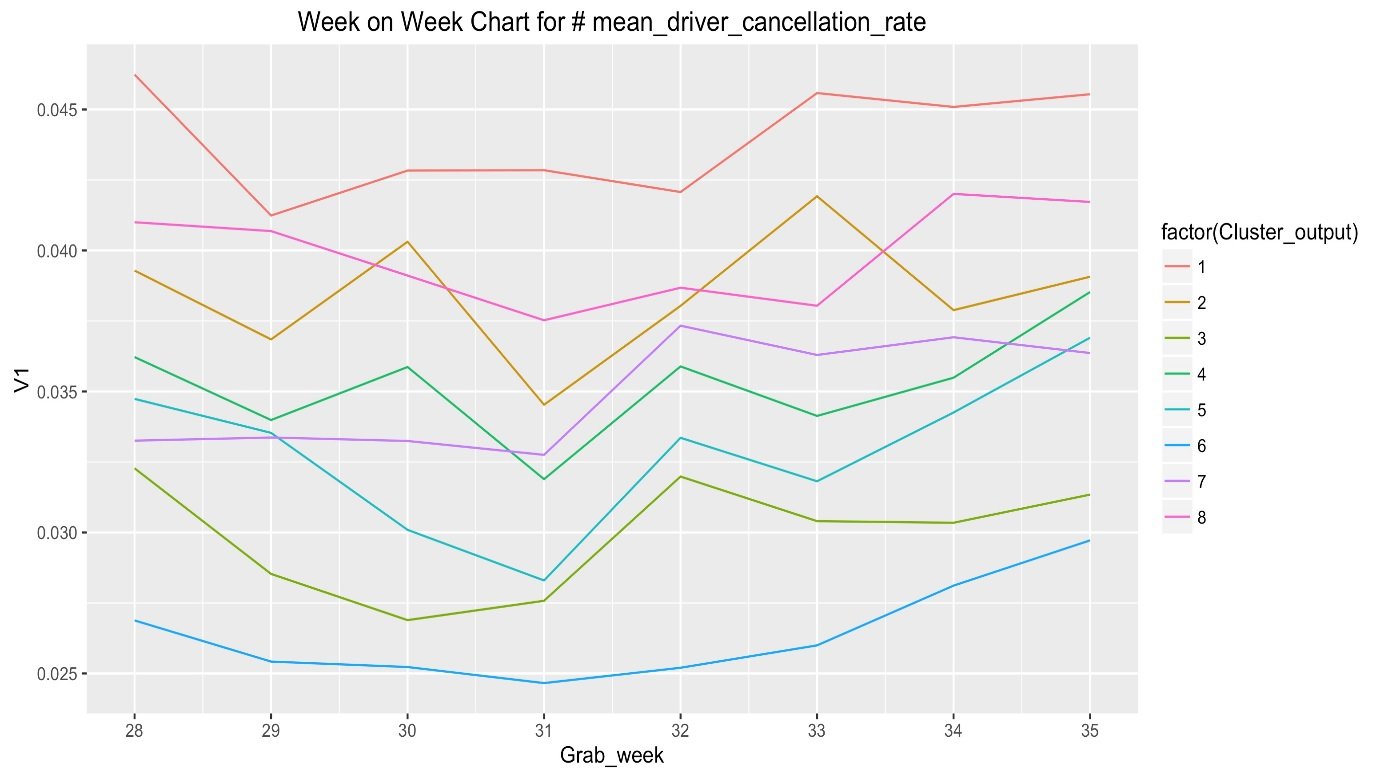 Week on Week Chart for # mean_driver_cancellation_rate
0.045
0.040
0.035
0.030
0.025
V1
28 29 30 31 32 33 34 35
Grab_week
factor(Cluster_output)
1
2
3
4
5
6
7
8